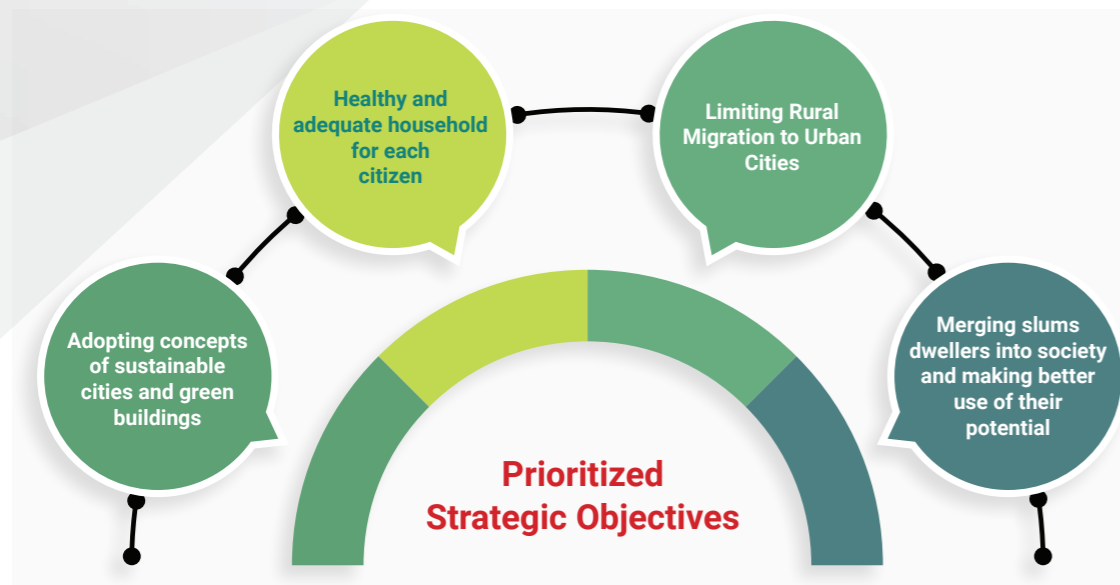 Healthy and
adequate household
for each
citizen
Limiting Rural
Migration to Urban
Cities
Adopting concepts
of sustainable
cities and green
buildings
Merging slums
dwellers into society
and making better
use of their
potential
Prioritized
Strategic Objectives